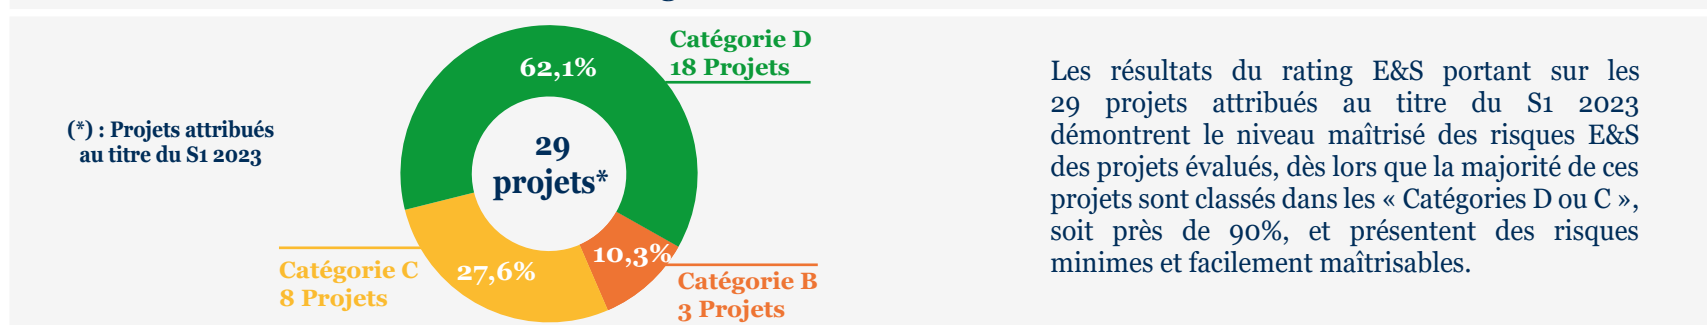 Catégorie D
18 Projets
62,1%
(*) : Projets attribués
au titre du S1 2023
29
projets*
10,3%
27,6%
Catégorie C
8 Projets
Catégorie B
3 Projets
Les résultats du rating E&S portant sur les
29 projets attribués au titre du S1 2023
démontrent le niveau maîtrisé des risques E&S
des projets évalués, dès lors que la majorité de ces
projets sont classés dans les « Catégories D ou C »,
soit près de 90%, et présentent des risques
minimes et facilement maîtrisables.